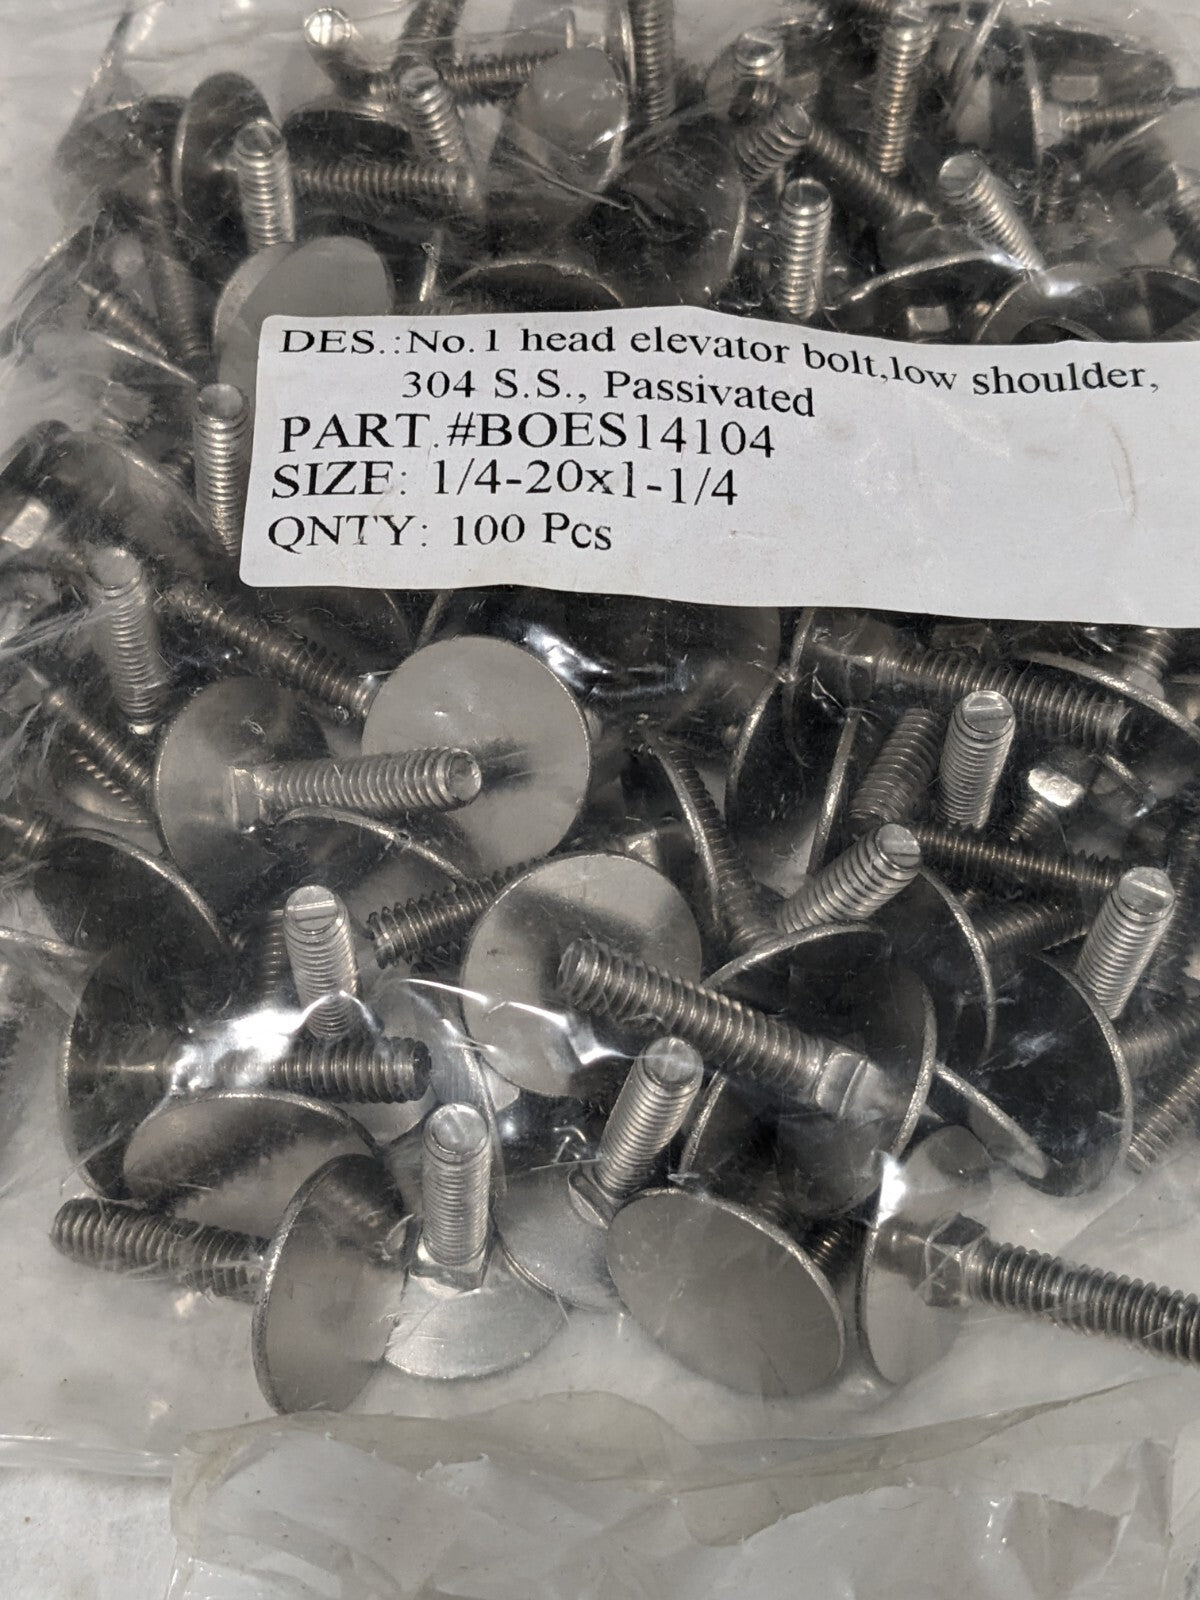 DES.:No.1 head elevator bolt,low shoulder,
304 S.S., Passivated
PART.#BOES14104
SIZE: 1/4-20x1-1/4
QNTY: 100 Pcs